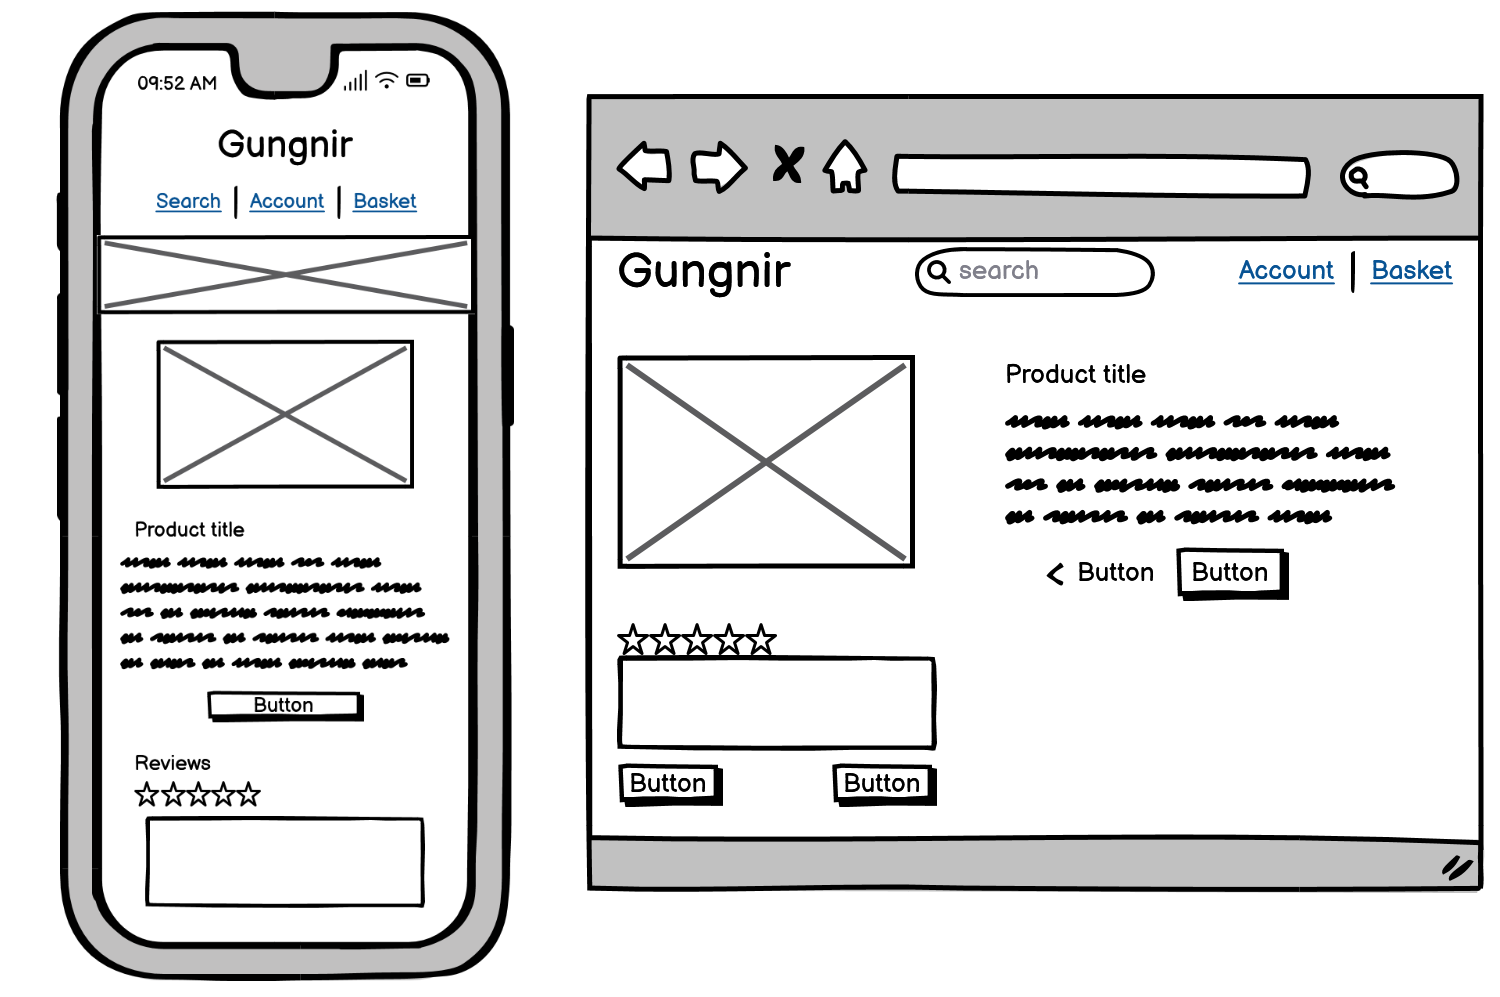 09:52 AM
Gungnir
Search | Account | Basket
Product title
Button
Reviews
Gungnir
search
Account | Basket
Product title
Button
Button
Button
Button